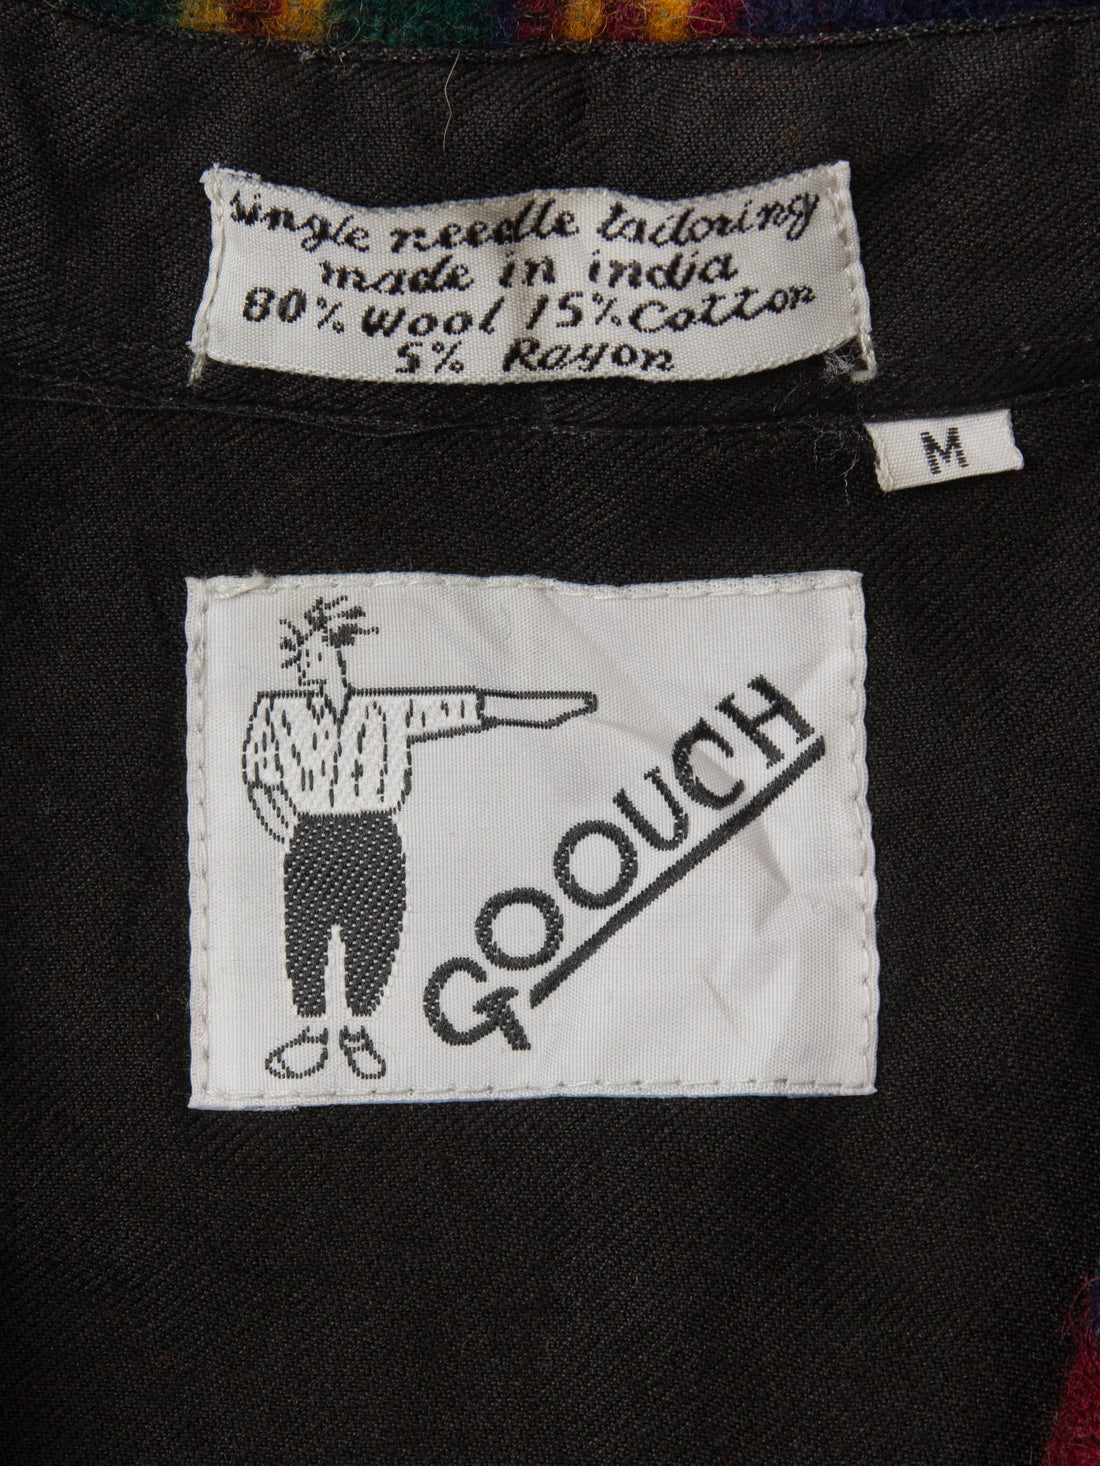 single needle tailoring
made in india
80% Wool 15% Cotton
5% Rayon
M
GOOUCH